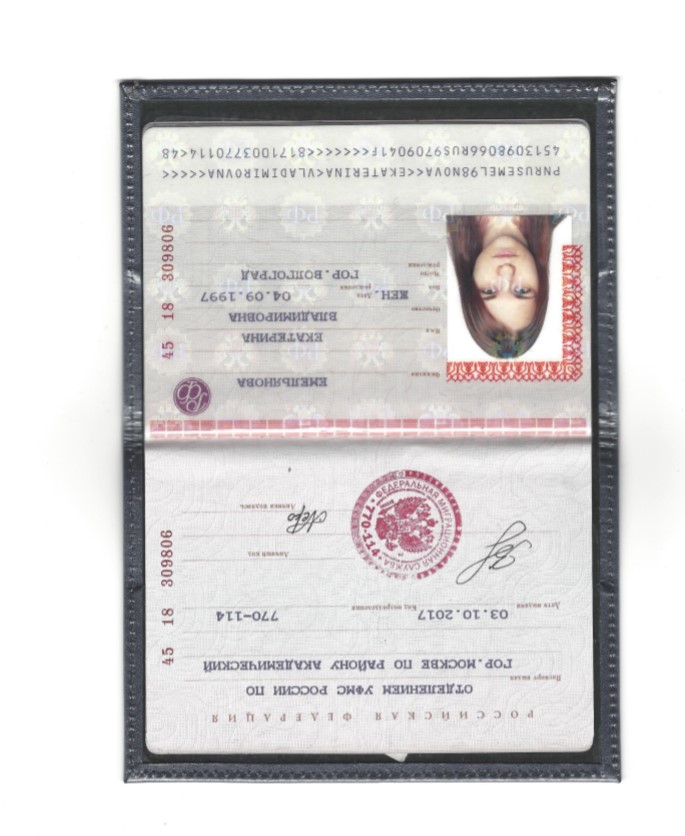 РОССИЙСКАЯ ФЕДЕРАЦИЯ
Паспорт выдан ОТДЕЛЕНИЕМ УФМС РОССИИ ПО
ГОР.МОСКВЕ ПО РАЙОНУ АКАДЕМИЧЕСКИЙ
Дата выдачи 03.10.2017 Код подразделения 770-114
45 18 309806
Личный код
ФЕДЕРАЛЬНАЯ МИГРАЦИОННАЯ СЛУЖБА 770-114
Личная подпись
РФ
Фамилия ЕМЕЛЬЯНОВА
Имя ЕКАТЕРИНА
Отчество ВЛАДИМИРОВНА
Пол ЖЕН. Дата рождения 04.09.1997
Место рождения ГОР.ВОЛГОГРАД
45 18 309806
PNRUSEMEL98NOVA<<EKATERINA<VLADIMIROVNA<<<<<
4513098066RUS9709041F<<<<<<<8171003770114<48